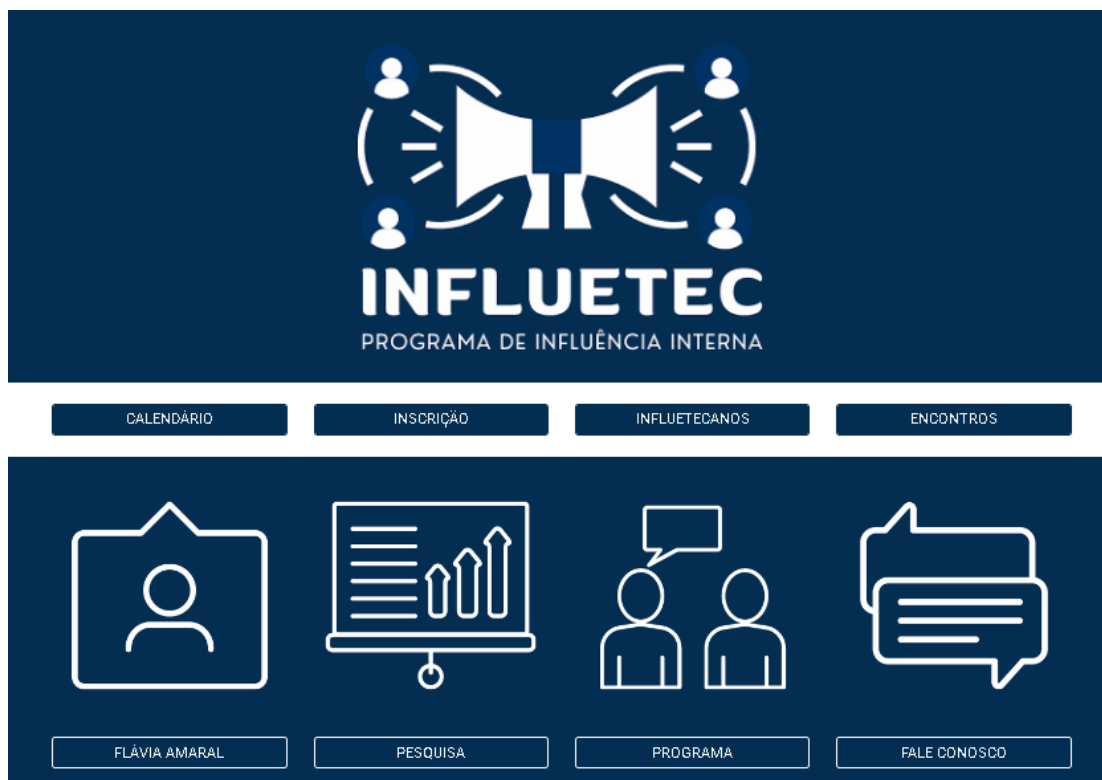 INFLUETEC
PROGRAMA DE INFLUÊNCIA INTERNA
CALENDÁRIO
INSCRIÇÃO
INFLUETECANOS
ENCONTROS
FLÁVIA AMARAL
PESQUISA
PROGRAMA
FALE CONOSCO